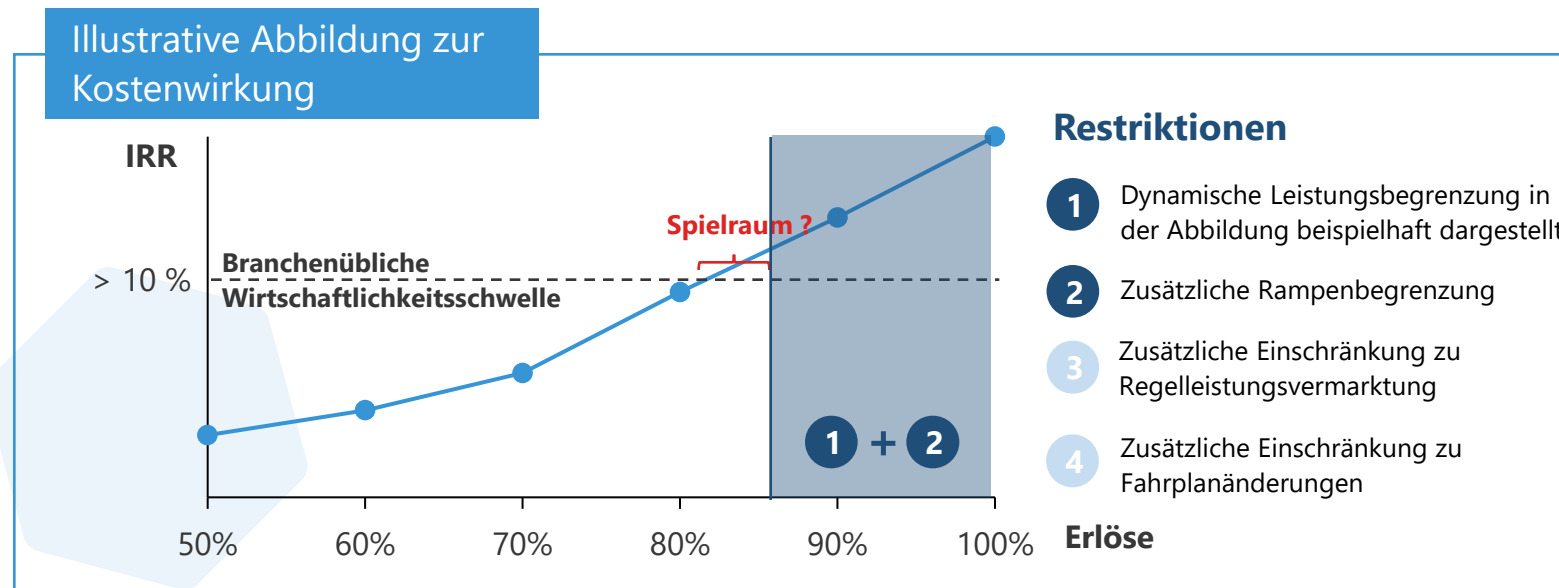 Illustrative Abbildung zur
Kostenwirkung
IRR
> 10 %
Branchenübliche
Wirtschaftlichkeitsschwelle
Spielraum ?
1 + 2
50%
60%
70%
80%
90%
100%
Erlöse
Restriktionen
1
Dynamische Leistungsbegrenzung in
der Abbildung beispielhaft dargestellt
2
Zusätzliche Rampenbegrenzung
3
Zusätzliche Einschränkung zu
Regelleistungsvermarktung
4
Zusätzliche Einschränkung zu
Fahrplanänderungen